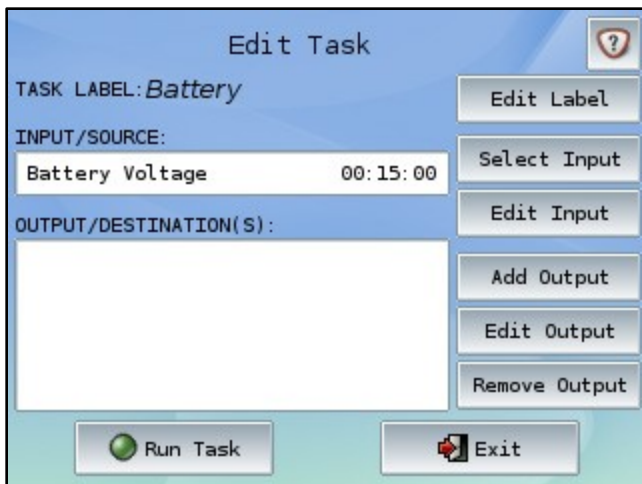 Edit Task
?
TASK LABEL: Battery
Edit Label
INPUT/SOURCE:
Battery Voltage 00:15:00
Select Input
Edit Input
OUTPUT/DESTINATION(S):
Add Output
Edit Output
Remove Output
Run Task
Exit